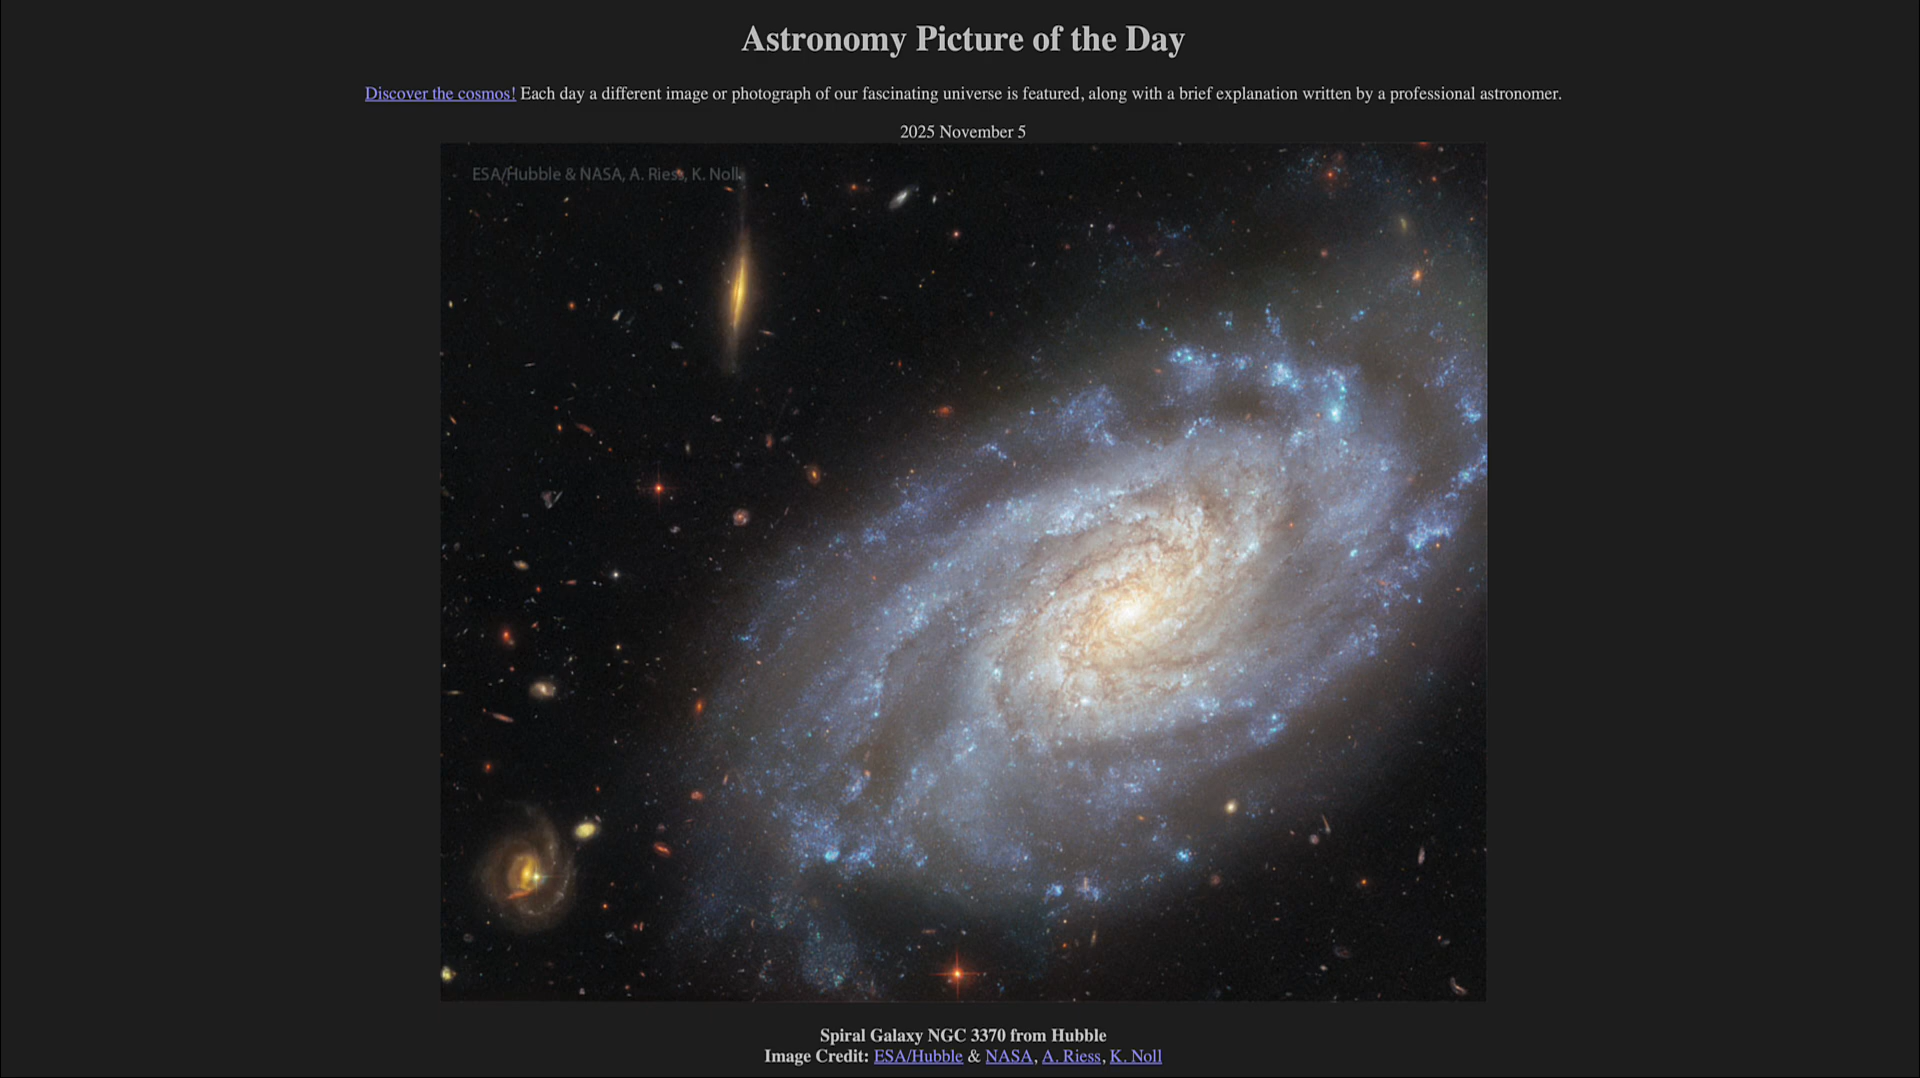 Astronomy Picture of the Day
Discover the cosmos! Each day a different image or photograph of our fascinating universe is featured, along with a brief explanation written by a professional astronomer.
2025 November 5
ESA/Hubble & NASA, A. Riess, K. Noll
Spiral Galaxy NGC 3370 from Hubble
Image Credit: ESA/Hubble & NASA, A. Riess, K. Noll